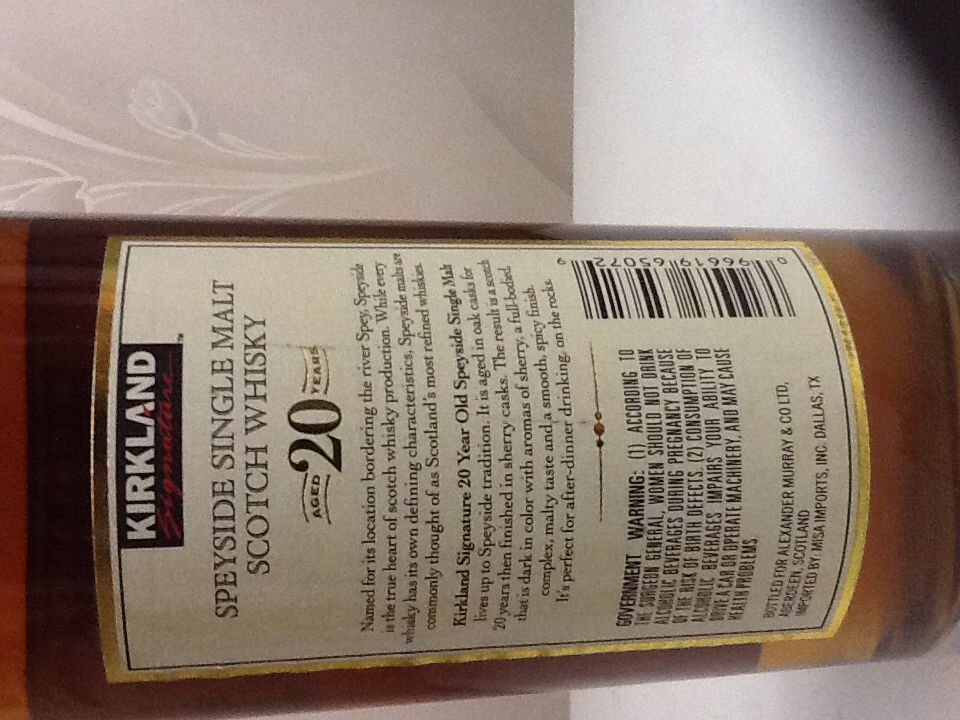 KIRKLAND
Signature™
SPEYSIDE SINGLE MALT
SCOTCH WHISKY
AGED 20 YEARS
Named for its location bordering the river Spey, Speyside
is the true heart of scotch whisky production. While every
whisky has its own defining characteristics, Speyside malts are
commonly thought of as Scotland's most refined whiskies.
Kirkland Signature 20 Year Old Speyside Single Malt
lives up to Speyside tradition. It is aged in oak casks for
20 years then finished in sherry casks. The result is a scotch
that is dark in color with aromas of sherry, a full-bodied,
complex, malty taste and a smooth, spicy finish.
It's perfect for after-dinner drinking, on the rocks.
GOVERNMENT WARNING: (1) ACCORDING TO
THE SURGEON GENERAL, WOMEN SHOULD NOT DRINK
ALCOHOLIC BEVERAGES DURING PREGNANCY BECAUSE
OF THE RISK OF BIRTH DEFECTS. (2) CONSUMPTION OF
ALCOHOLIC BEVERAGES IMPAIRS YOUR ABILITY TO
DRIVE A CAR OR OPERATE MACHINERY, AND MAY CAUSE
HEALTH PROBLEMS
BOTTLED FOR ALEXANDER MURRAY & CO LTD,
ABERDEEN, SCOTLAND
IMPORTED BY: MISA IMPORTS, INC. DALLAS, TX
0 96619 65072 0